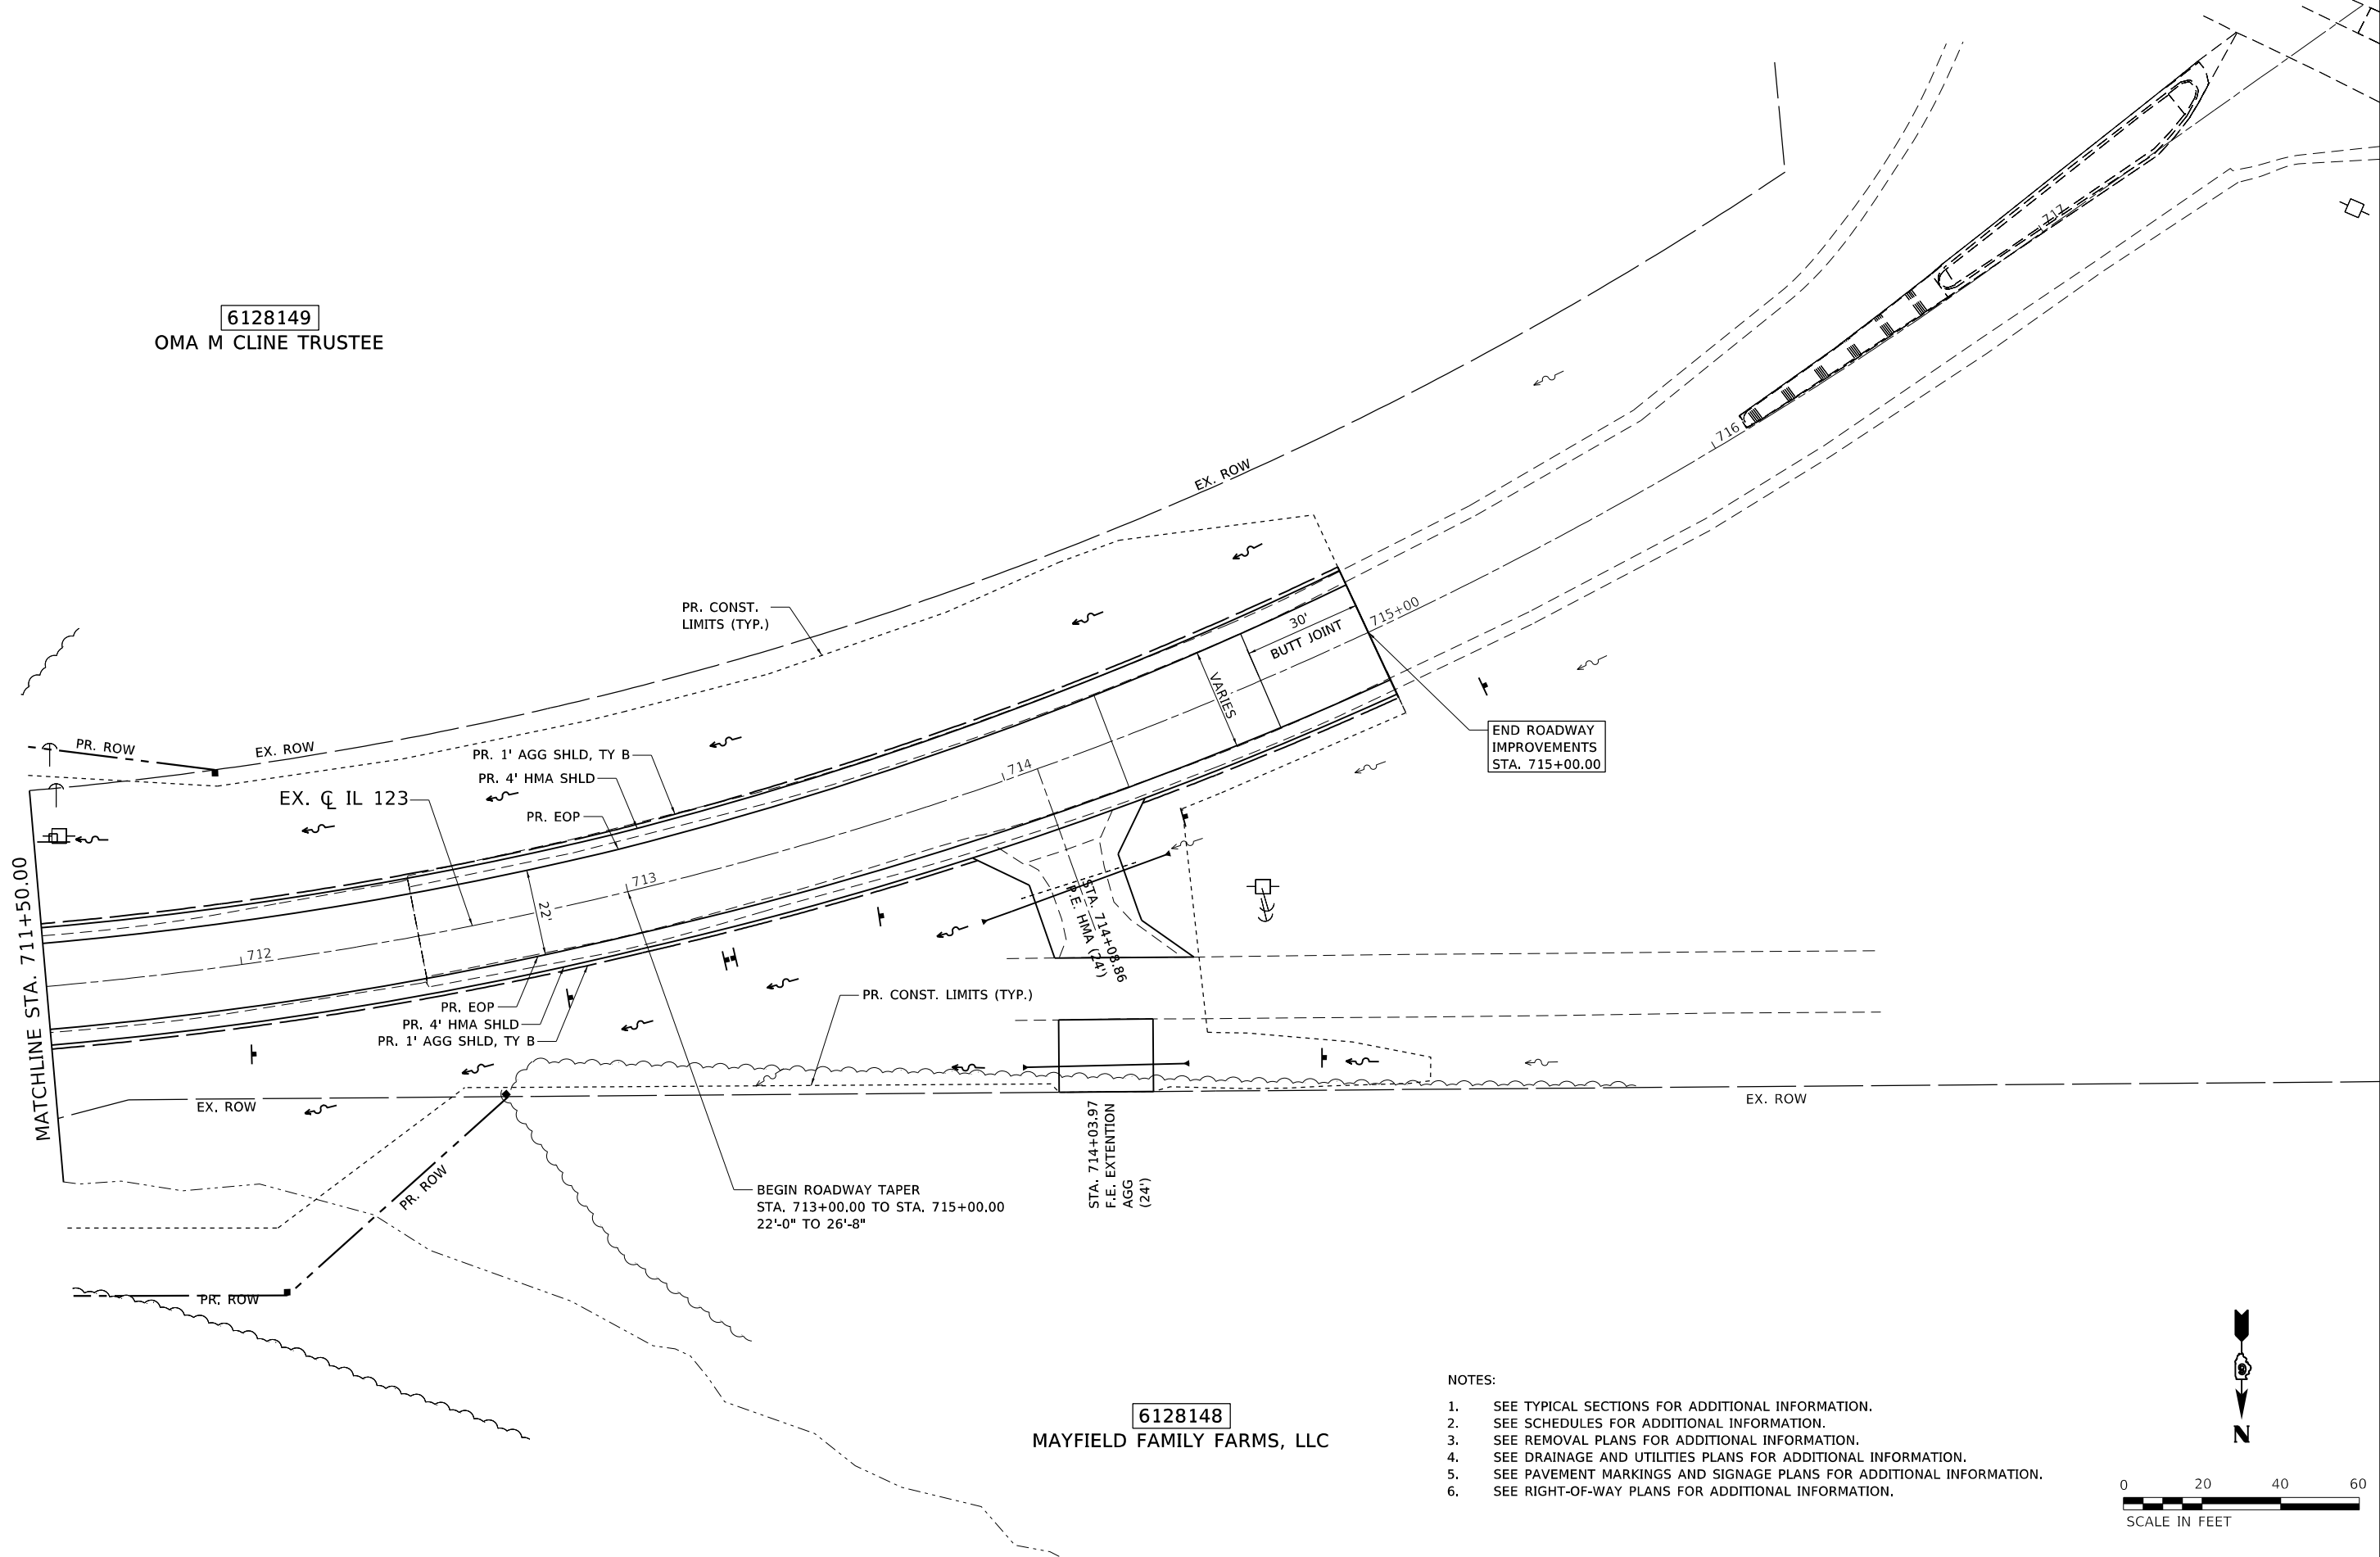 717
716
6128149
OMA M CLINE TRUSTEE
EX. ROW
PR. CONST.
LIMITS (TYP.)
715+00
30'
BUTT JOINT
VARIES
END ROADWAY
IMPROVEMENTS
STA. 715+00.00
PR. ROW
EX. ROW
PR. 1' AGG SHLD, TY B
PR. 4' HMA SHLD
EX. ℄ IL 123
PR. EOP
714
713
22'
712
STA. 714+08.86
P.E. HMA (24')
MATCHLINE STA. 711+50.00
PR. EOP
PR. 4' HMA SHLD
PR. 1' AGG SHLD, TY B
PR. CONST. LIMITS (TYP.)
EX. ROW
EX. ROW
STA. 714+03.97
F.E. EXTENTION
AGG
(24')
PR. ROW
BEGIN ROADWAY TAPER
STA. 713+00.00 TO STA. 715+00.00
22'-0" TO 26'-8"
PR. ROW
6128148
MAYFIELD FAMILY FARMS, LLC
NOTES:
1. SEE TYPICAL SECTIONS FOR ADDITIONAL INFORMATION.
2. SEE SCHEDULES FOR ADDITIONAL INFORMATION.
3. SEE REMOVAL PLANS FOR ADDITIONAL INFORMATION.
4. SEE DRAINAGE AND UTILITIES PLANS FOR ADDITIONAL INFORMATION.
5. SEE PAVEMENT MARKINGS AND SIGNAGE PLANS FOR ADDITIONAL INFORMATION.
6. SEE RIGHT-OF-WAY PLANS FOR ADDITIONAL INFORMATION.
N
0 20 40 60
SCALE IN FEET